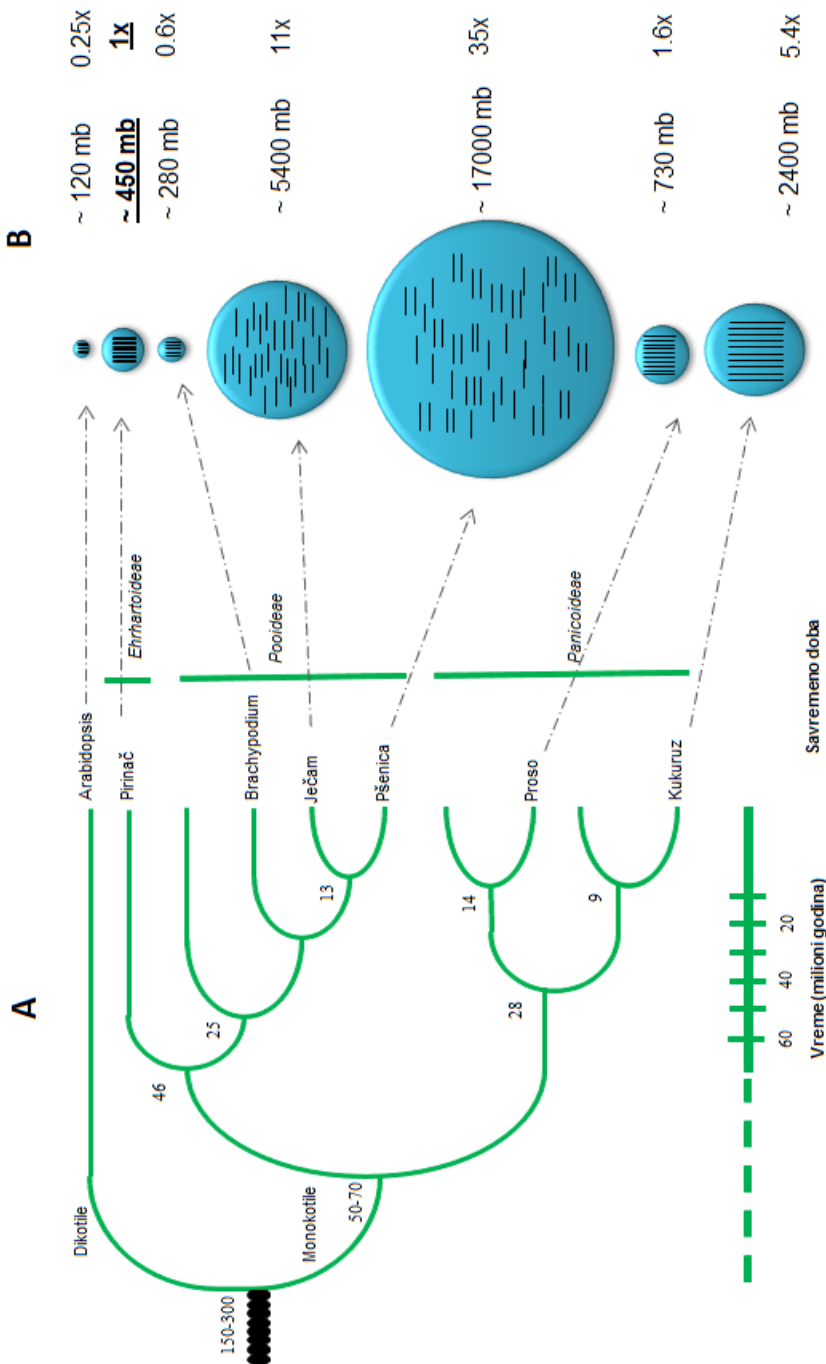 A
B
Dikotile
Monokotile
150-300
50-70
46
25
13
28
14
9
Arabidopsis
Pirinač
Brachypodium
Ječam
Pšenica
Proso
Kukuruz
Ehrhartoideae
Pooideae
Panicoideae
~ 120 mb 0.25x
~ 450 mb 1x
~ 280 mb 0.6x
~ 5400 mb 11x
~ 17000 mb 35x
~ 730 mb 1.6x
~ 2400 mb 5.4x
60 40 20
Vreme (milioni godina)
Savremeno doba